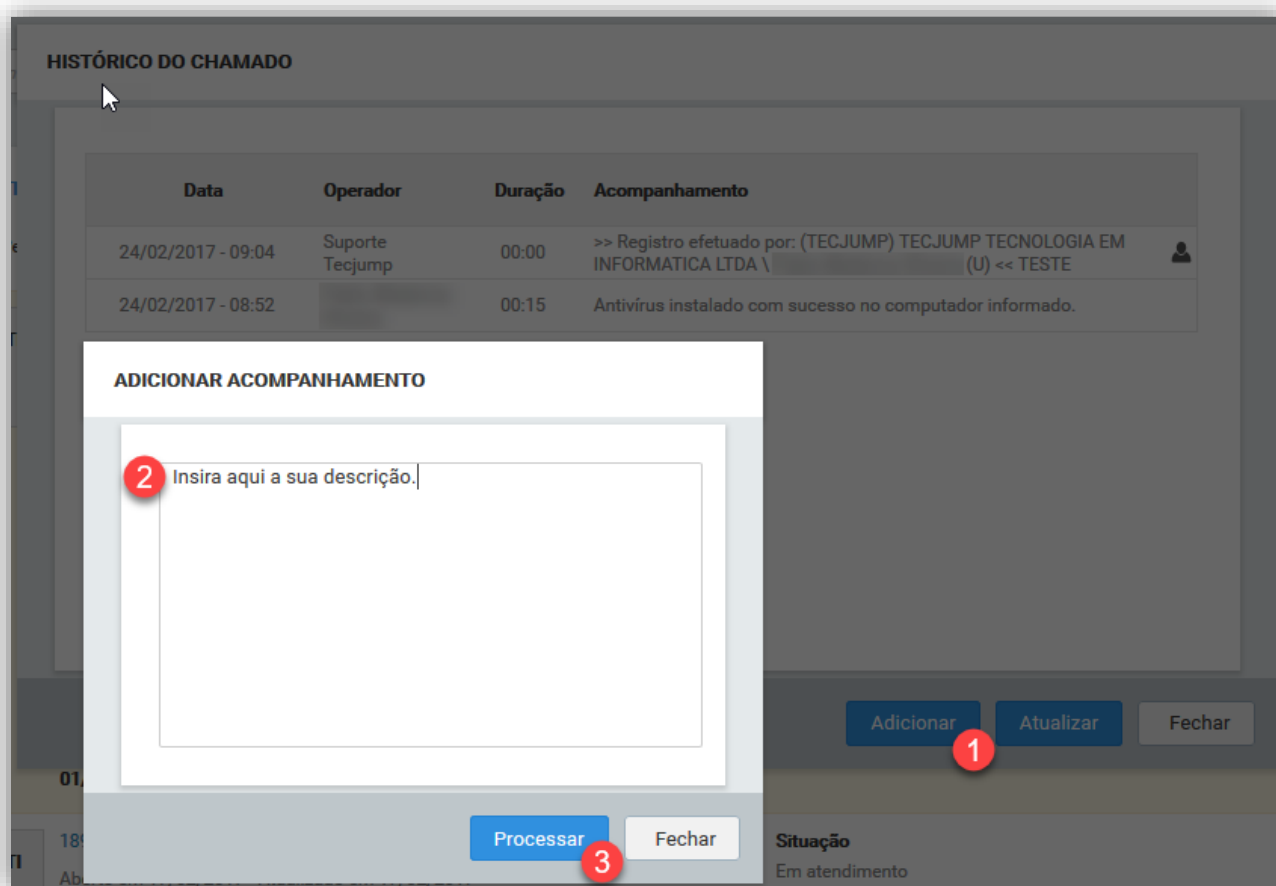 HISTÓRICO DO CHAMADO
Data Operador Duração Acompanhamento
24/02/2017 - 09:04 Suporte Tecjump 00:00 >> Registro efetuado por: (TECJUMP) TECJUMP TECNOLOGIA EM
INFORMATICA LTDA \ (U) << TESTE
24/02/2017 - 08:52 00:15 Antivírus instalado com sucesso no computador informado.
ADICIONAR ACOMPANHAMENTO
2 Insira aqui a sua descrição.
Adicionar Atualizar Fechar
1
01
Processar Fechar
3
189
Situação
Em atendimento